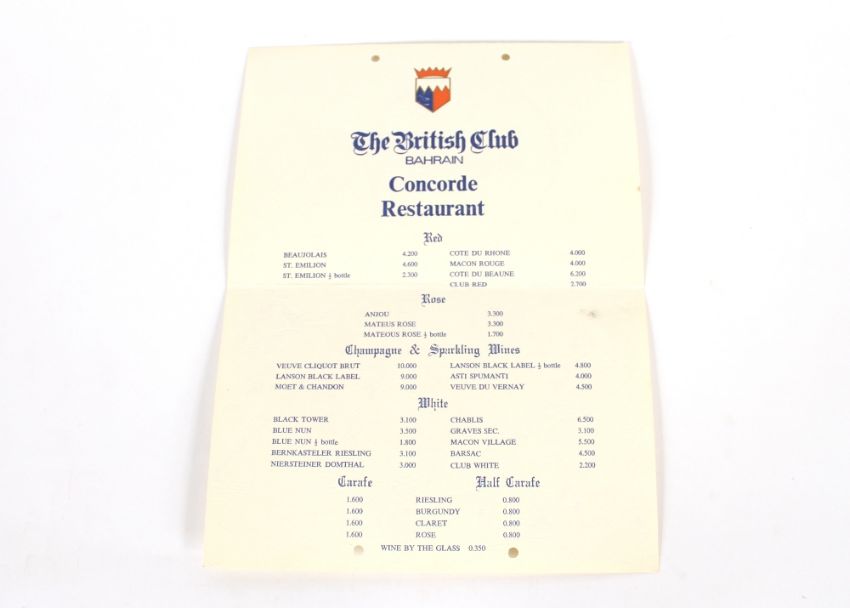 The British Club
BAHRAIN
Concorde
Restaurant
Red
BEAUJOLAIS 4.200 COTE DU RHONE 4.000
ST. EMILION 4.600 MACON ROUGE 4.000
ST. EMILION ½ bottle 2.300 COTE DU BEAUNE 6.200
CLUB RED 2.700
Rose
ANJOU 3.300
MATEUS ROSE 3.300
MATEOUS ROSE ½ bottle 1.700
Champagne & Sparkling Wines
VEUVE CLIQUOT BRUT 10.000 LANSON BLACK LABEL ½ bottle 4.800
LANSON BLACK LABEL 9.000 ASTI SPUMANTI 4.000
MOET & CHANDON 9.000 VEUVE DU VERNAY 4.500
White
BLACK TOWER 3.100 CHABLIS 6.500
BLUE NUN 3.500 GRAVES SEC. 3.100
BLUE NUN ½ bottle 1.800 MACON VILLAGE 5.500
BERNKASTELER RIESLING 3.100 BARSAC 4.500
NIERSTEINER DOMTHAL 3.000 CLUB WHITE 2.200
Carafe Half Carafe
1.600 RIESLING 0.800
1.600 BURGUNDY 0.800
1.600 CLARET 0.800
1.600 ROSE 0.800
WINE BY THE GLASS 0.350